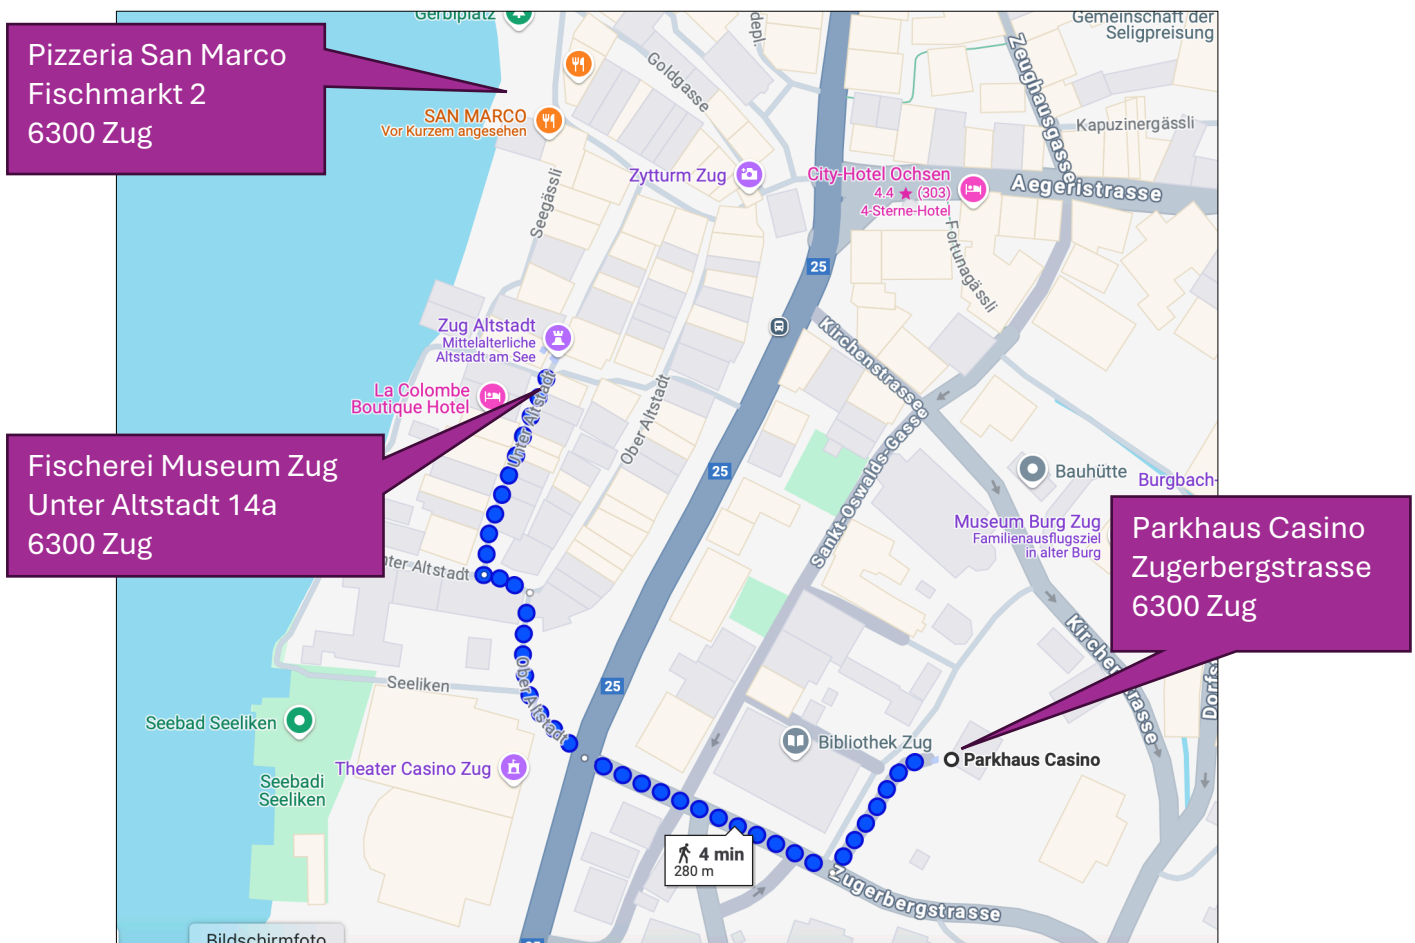 Gerbiplatz
Gemeinschaft der
Seligpreisung
Pizzeria San Marco
Fischmarkt 2
6300 Zug
Goldgasse
Zeughausgasse
Kapuzinergässli
SAN MARCO
Vor Kurzem angesehen
Zytturm Zug
City-Hotel Ochsen
4.4 ★ (303)
4-Sterne-Hotel
Aegeristrasse
Seegässli
Fortunagässli
25
Zug Altstadt
Mittelalterliche
Altstadt am See
Kirchenstrasse
La Colombe
Boutique Hotel
Unter Altstadt
Ober Altstadt
Sankt-Oswalds-Gasse
25
Bauhütte
Burgbach-
Fischerei Museum Zug
Unter Altstadt 14a
6300 Zug
Museum Burg Zug
Familienausflugsziel
in alter Burg
Parkhaus Casino
Zugerbergstrasse
6300 Zug
nter Altstadt
Seeliken
25
Ober Altstadt
Seebad Seeliken
Bibliothek Zug
Parkhaus Casino
Theater Casino Zug
Seebadi
Seeliken
4 min
280 m
Zugerbergstrasse
Bildschirmfoto